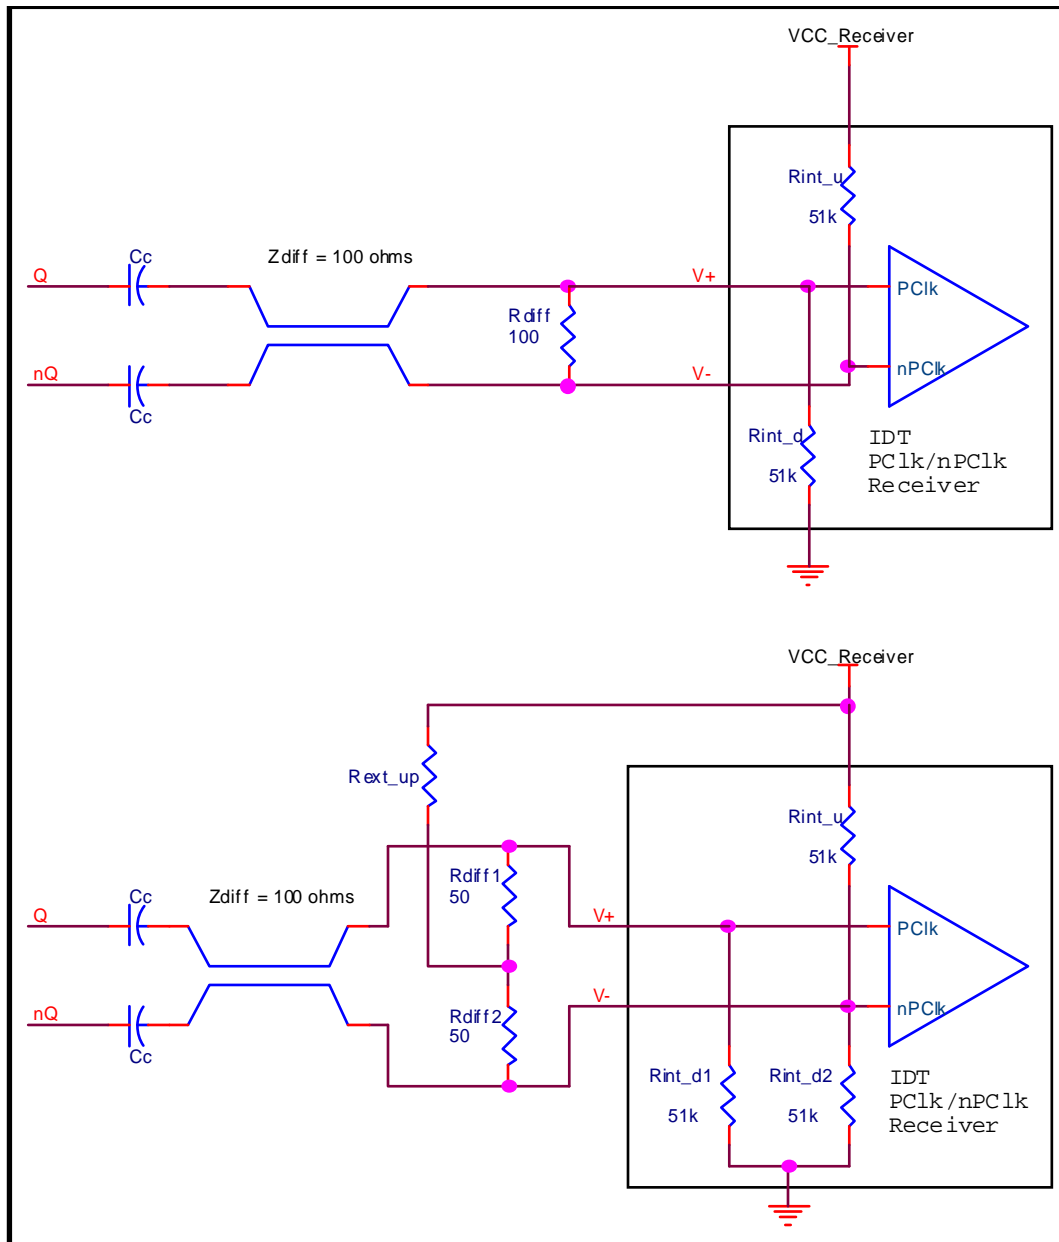 VCC_Receiver
Rint_u
51k
Cc
Zdiff = 100 ohms
Q
V+
PClk
Rdiff
100
nQ
V-
nPClk
Cc
Rint_d
51k
IDT
PClk/nPClk
Receiver
VCC_Receiver
Rext_up
Rint_u
51k
Rdiff1
50
Cc
Zdiff = 100 ohms
Q
V+
PClk
nQ
V-
nPClk
Rdiff2
50
Cc
Rint_d1
51k
Rint_d2
51k
IDT
PClk/nPClk
Receiver